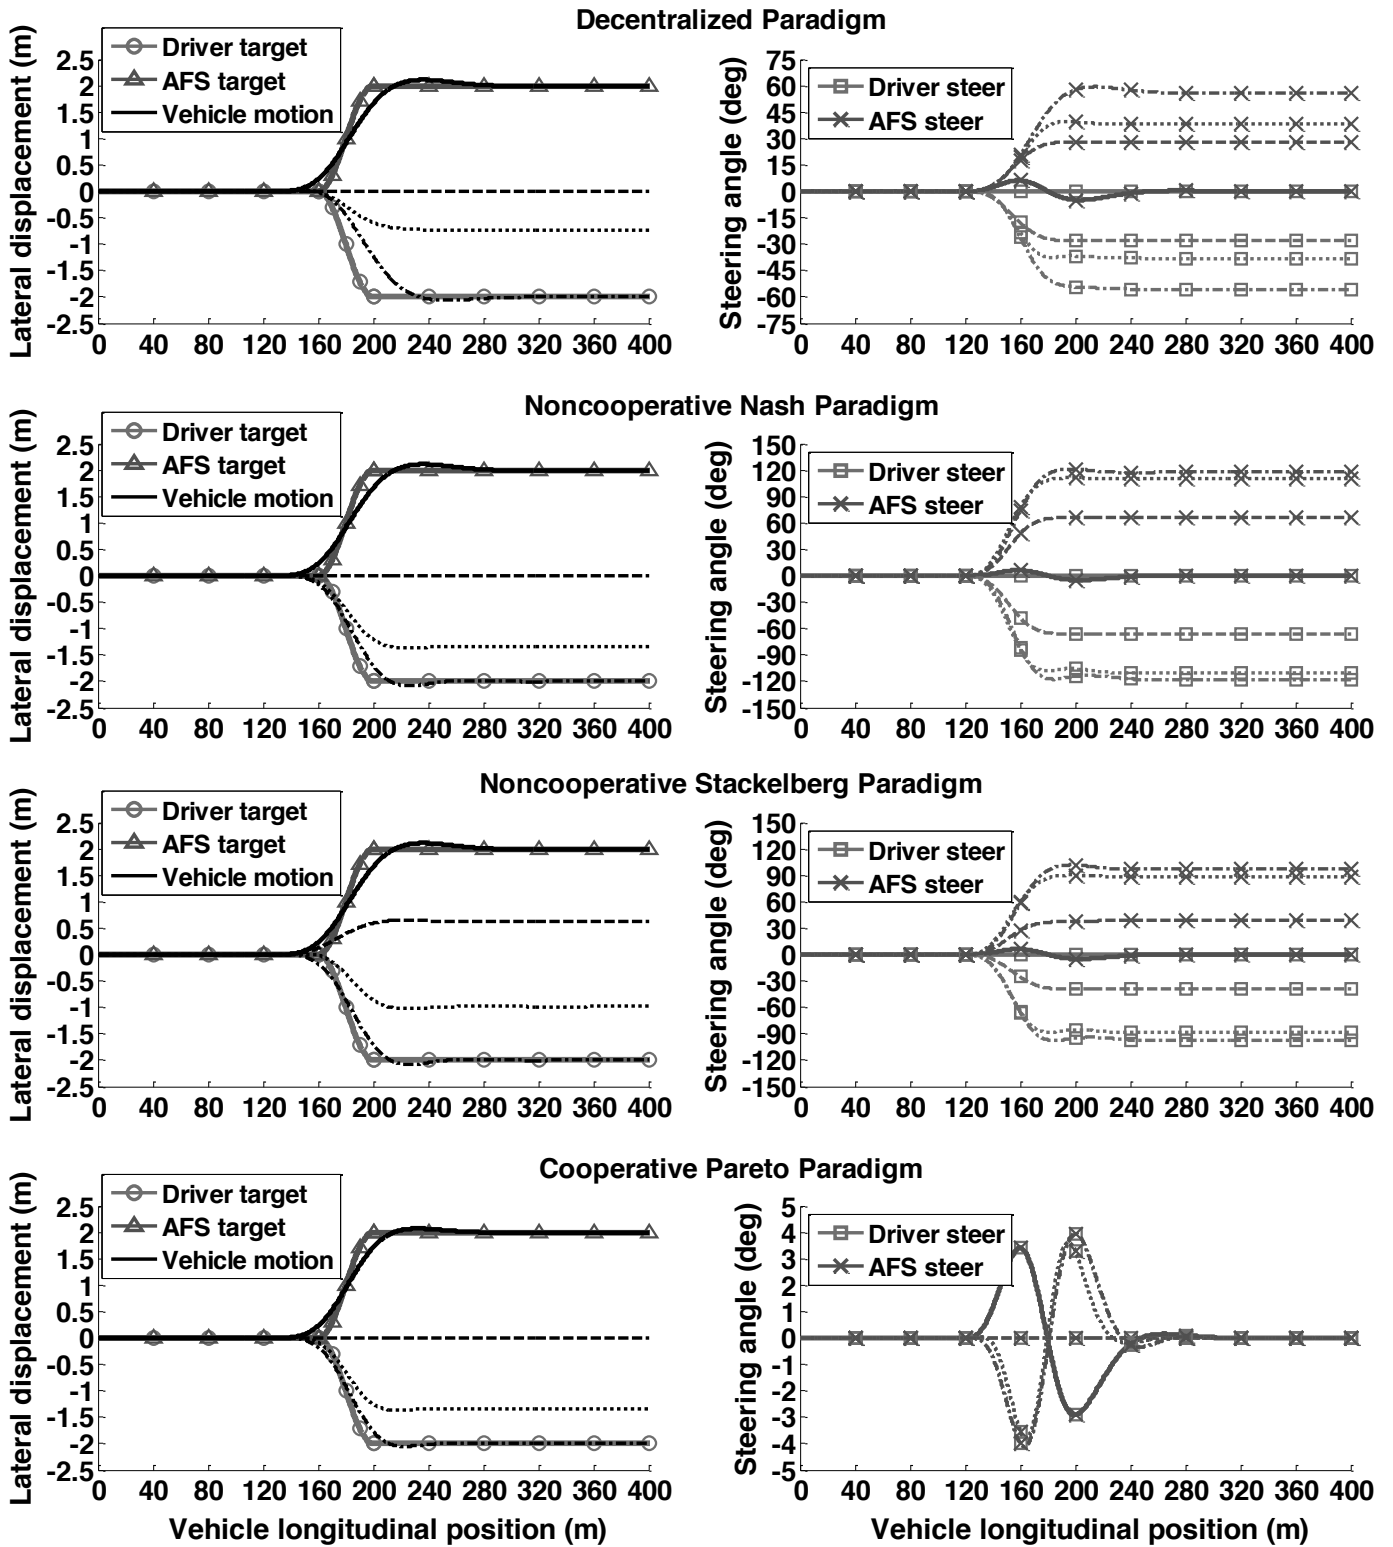 Decentralized Paradigm
Lateral displacement (m)
2.5
2
1.5
1
0.5
0
-0.5
-1
-1.5
-2
-2.5
Driver target
AFS target
Vehicle motion
0 40 80 120 160 200 240 280 320 360 400
Steering angle (deg)
75
60
45
30
15
0
-15
-30
-45
-60
-75
Driver steer
AFS steer
0 40 80 120 160 200 240 280 320 360 400
Noncooperative Nash Paradigm
Lateral displacement (m)
2.5
2
1.5
1
0.5
0
-0.5
-1
-1.5
-2
-2.5
Driver target
AFS target
Vehicle motion
0 40 80 120 160 200 240 280 320 360 400
Steering angle (deg)
150
120
90
60
30
0
-30
-60
-90
-120
-150
Driver steer
AFS steer
0 40 80 120 160 200 240 280 320 360 400
Noncooperative Stackelberg Paradigm
Lateral displacement (m)
2.5
2
1.5
1
0.5
0
-0.5
-1
-1.5
-2
-2.5
Driver target
AFS target
Vehicle motion
0 40 80 120 160 200 240 280 320 360 400
Steering angle (deg)
150
120
90
60
30
0
-30
-60
-90
-120
-150
Driver steer
AFS steer
0 40 80 120 160 200 240 280 320 360 400
Cooperative Pareto Paradigm
Lateral displacement (m)
2.5
2
1.5
1
0.5
0
-0.5
-1
-1.5
-2
-2.5
Driver target
AFS target
Vehicle motion
0 40 80 120 160 200 240 280 320 360 400
Vehicle longitudinal position (m)
Steering angle (deg)
5
4
3
2
1
0
-1
-2
-3
-4
-5
Driver steer
AFS steer
0 40 80 120 160 200 240 280 320 360 400
Vehicle longitudinal position (m)